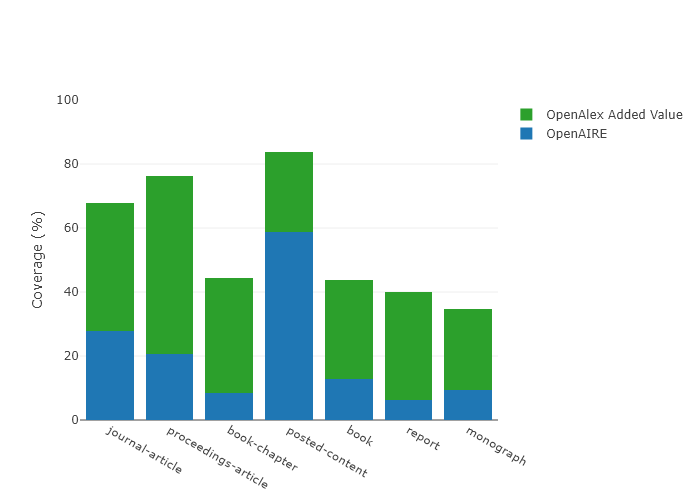 100
80
60
40
20
0
Coverage (%)
journal-article
proceedings-article
book-chapter
posted-content
book
report
monograph
OpenAlex Added Value
OpenAIRE